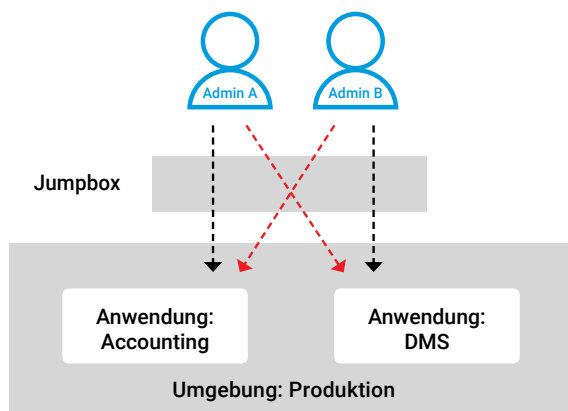 Admin A
Admin B
Jumpbox
Anwendung:
Accounting
Anwendung:
DMS
Umgebung: Produktion